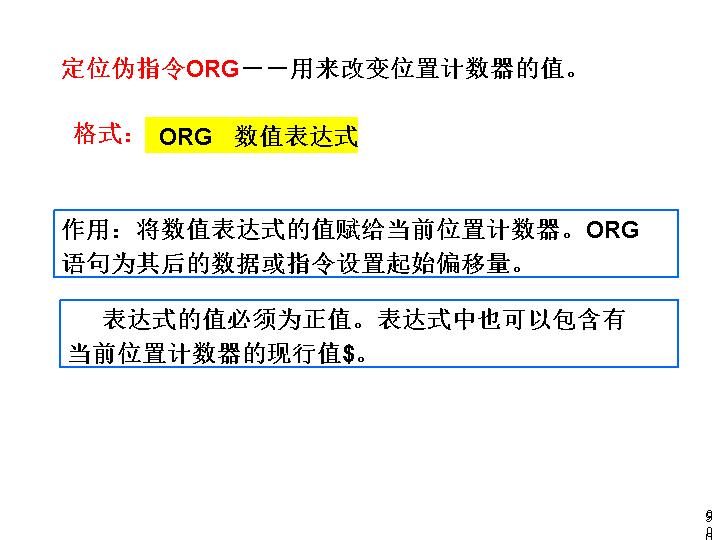 定位伪指令ORG－－用来改变位置计数器的值。
格式： ORG 数值表达式
作用：将数值表达式的值赋给当前位置计数器。ORG
语句为其后的数据或指令设置起始偏移量。
表达式的值必须为正值。表达式中也可以包含有
当前位置计数器的现行值$。